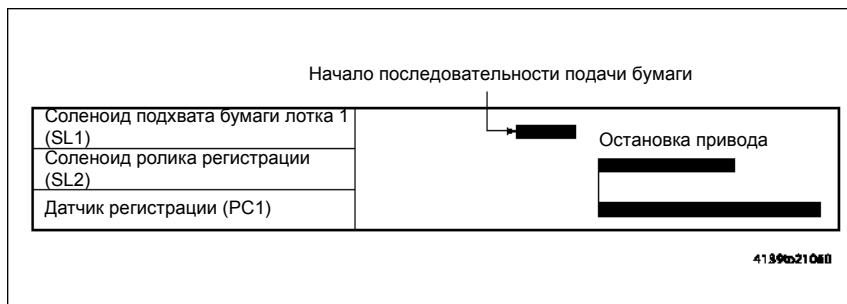 Начало последовательности подачи бумаги
Соленоид подхвата бумаги лотка 1
(SL1)
Остановка привода
Соленоид ролика регистрации
(SL2)
Датчик регистрации (PC1)